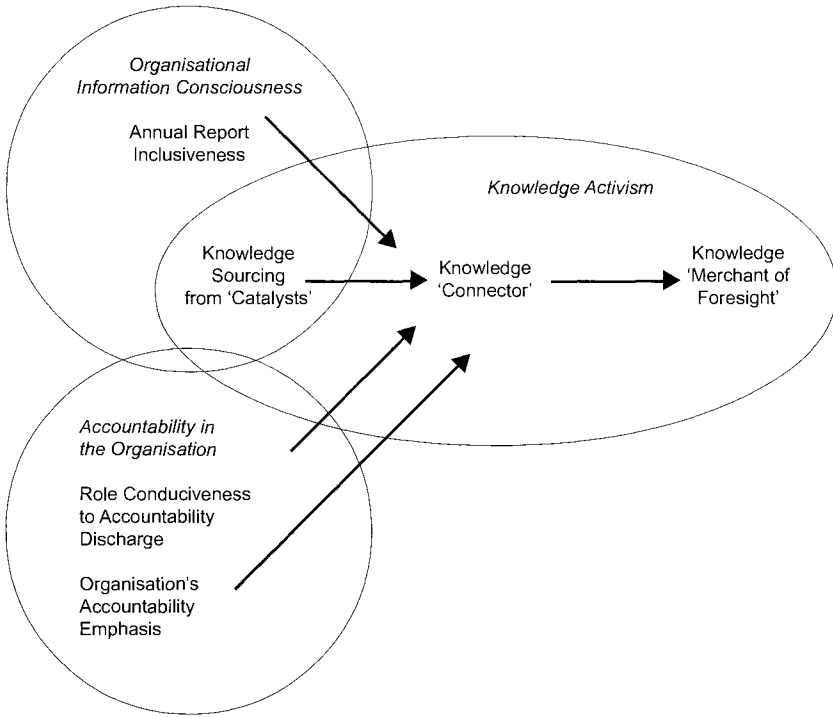 Organisational
Information Consciousness
Annual Report
Inclusiveness
Knowledge Activism
Knowledge
Sourcing
from ‘Catalysts’
Knowledge
‘Connector’
Knowledge
‘Merchant of
Foresight’
Accountability in
the Organisation
Role Conduciveness
to Accountability
Discharge
Organisation's
Accountability
Emphasis